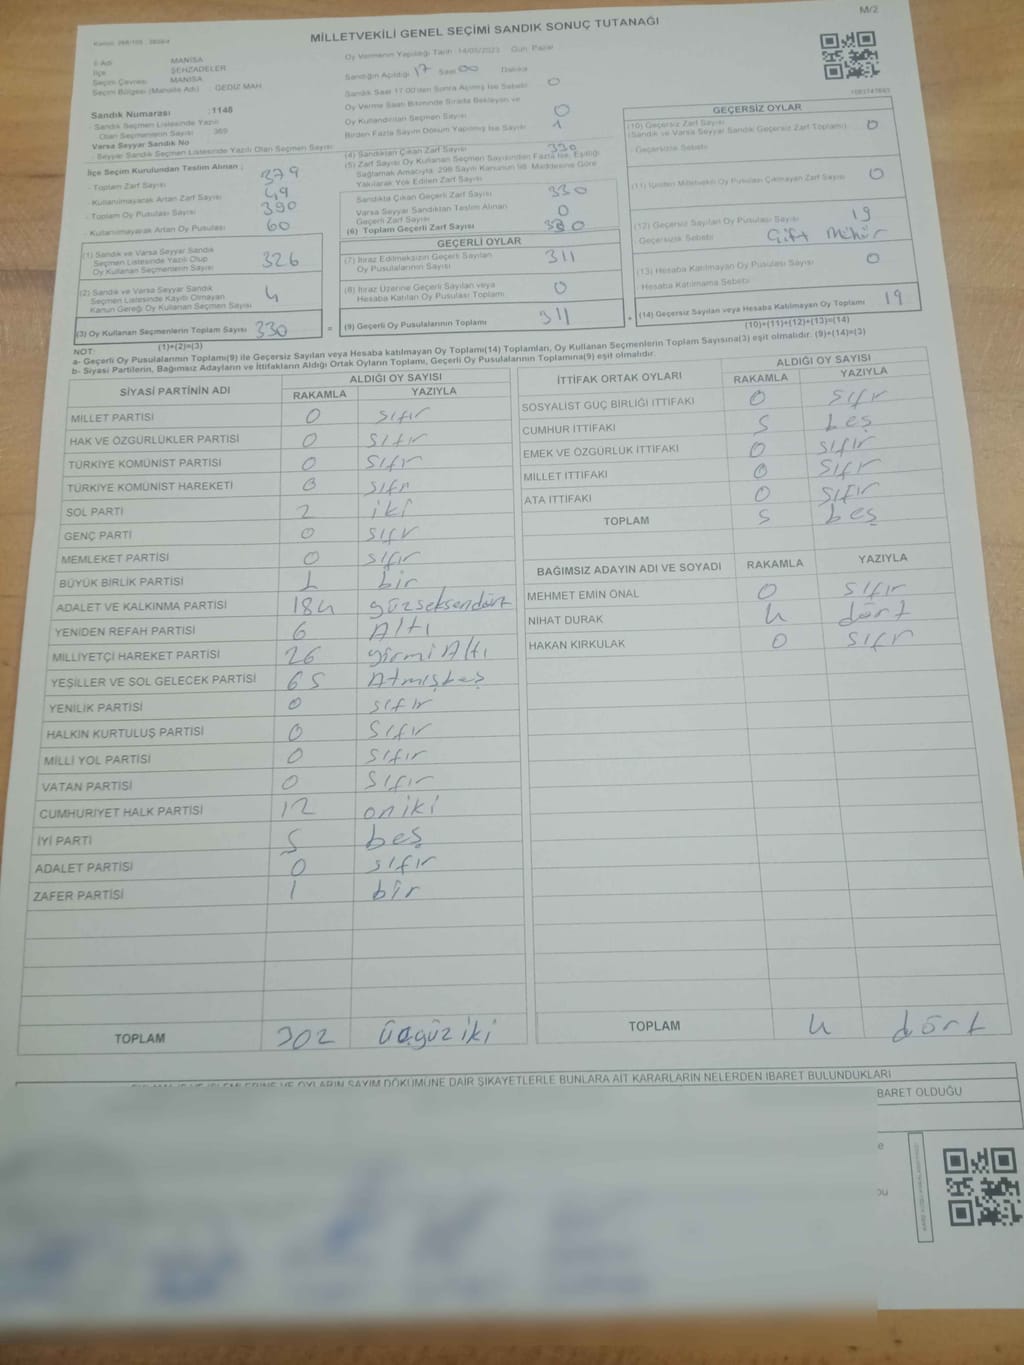 M/2
MİLLETVEKİLİ GENEL SEÇİMİ SANDIK SONUÇ TUTANAĞI
İl Adı MANİSA
İlçe ŞEHZADELER
Seçim Çevresi MANİSA
Seçim Bölgesi (Mahalle Adı) : GEDİZ MAH
Oy Vermenin Yapıldığı Tarih : 14/05/2023 Gün: Pazar
Sandığın Açıldığı 17 Saat 00 Dakika
Sandık Saat 17:00'den Sonra Açılmış İse Sebebi 0
Oy Verme Saati Bitiminde Sırada Bekleyen ve
Oy Kullandırılan Seçmen Sayısı 0
Birden Fazla Sayım Döküm Yapılmış İse Sayısı 1
Sandık Numarası : 1148
- Sandık Seçmen Listesinde Yazılı
Olan Seçmenlerin Sayısı 369
Varsa Seyyar Sandık No
- Seyyar Sandık Seçmen Listesinde Yazılı Olan Seçmen Sayısı
İlçe Seçim Kurulundan Teslim Alınan ;
- Toplam Zarf Sayısı 379
- Kullanılmayarak Artan Zarf Sayısı 49
- Toplam Oy Pusulası Sayısı 390
- Kullanılmayarak Artan Oy Pusulası 60
(1) Sandık ve Varsa Seyyar Sandık
Seçmen Listesinde Yazılı Olup
Oy Kullanan Seçmenlerin Sayısı 326
(2) Sandık ve Varsa Seyyar Sandık
Seçmen Listesinde Kayıtlı Olmayan
Kanun Gereği Oy Kullanan Seçmen Sayısı 4
(3) Oy Kullanan Seçmenlerin Toplam Sayısı 330
(1)+(2)=(3)
(4) Sandıktan Çıkan Zarf Sayısı 330
(5) Zarf Sayısı Oy Kullanan Seçmen Sayısından Fazla İse, Eşitliği
Sağlamak Amacıyla, 298 Sayılı Kanunun 98. Maddesine Göre
Yakılarak Yok Edilen Zarf Sayısı
Sandıkta Çıkan Geçerli Zarf Sayısı 330
Varsa Seyyar Sandıktan Teslim Alınan
Geçerli Zarf Sayısı 0
(6) Toplam Geçerli Zarf Sayısı 330
GEÇERLİ OYLAR
(7) İtiraz Edilmeksizin Geçerli Sayılan
Oy Pusulalarının Sayısı 311
(8) İtiraz Üzerine Geçerli Sayılan veya
Hesaba Katılan Oy Pusulası Toplamı 0
= (9) Geçerli Oy Pusulalarının Toplamı 311
GEÇERSİZ OYLAR
(10) Geçersiz Zarf Sayısı
(Sandık ve Varsa Seyyar Sandık Geçersiz Zarf Toplamı) 0
- Geçersizlik Sebebi
(11) İçinden Milletvekili Oy Pusulası Çıkmayan Zarf Sayısı 0
(12) Geçersiz Sayılan Oy Pusulası Sayısı 19
Geçersizlik Sebebi Çift Mühür
(13) Hesaba Katılmayan Oy Pusulası Sayısı 0
- Hesaba Katılmama Sebebi
+ (14) Geçersiz Sayılan veya Hesaba Katılmayan Oy Toplamı 19
(10)+(11)+(12)+(13)=(14)
NOT:
a- Geçerli Oy Pusulalarının Toplamı(9) ile Geçersiz Sayılan veya Hesaba katılmayan Oy Toplamı(14) Toplamları, Oy Kullanan Seçmenlerin Toplam Sayısına(3) eşit olmalıdır. (9)+(14)=(3)
b- Siyasi Partilerin, Bağımsız Adayların ve İttifakların Aldığı Ortak Oyların Toplamı, Geçerli Oy Pusulalarının Toplamına(9) eşit olmalıdır.
SİYASİ PARTİNİN ADI ALDIĞI OY SAYISI
RAKAMLA YAZIYLA
MİLLET PARTİSİ 0 sıfır
HAK VE ÖZGÜRLÜKLER PARTİSİ 0 sıfır
TÜRKİYE KOMÜNİST PARTİSİ 0 sıfır
TÜRKİYE KOMÜNİST HAREKETİ 0 sıfır
SOL PARTİ 2 iki
GENÇ PARTİ 0 sıfır
MEMLEKET PARTİSİ 0 sıfır
BÜYÜK BİRLİK PARTİSİ 1 bir
ADALET VE KALKINMA PARTİSİ 184 yüzseksendört
YENİDEN REFAH PARTİSİ 6 Altı
MİLLİYETÇİ HAREKET PARTİSİ 26 yirmi Altı
YEŞİLLER VE SOL GELECEK PARTİSİ 65 Atmışbeş
YENİLİK PARTİSİ 0 sıfır
HALKIN KURTULUŞ PARTİSİ 0 sıfır
MİLLİ YOL PARTİSİ 0 sıfır
VATAN PARTİSİ 0 sıfır
CUMHURİYET HALK PARTİSİ 12 oniki
İYİ PARTİ 5 beş
ADALET PARTİSİ 0 sıfır
ZAFER PARTİSİ 1 bir
TOPLAM 302 üçyüz iki
İTTİFAK ORTAK OYLARI ALDIĞI OY SAYISI
RAKAMLA YAZIYLA
SOSYALİST GÜÇ BİRLİĞİ İTTİFAKI 0 sıfır
CUMHUR İTTİFAKI 5 beş
EMEK VE ÖZGÜRLÜK İTTİFAKI 0 sıfır
MİLLET İTTİFAKI 0 sıfır
ATA İTTİFAKI 0 sıfır
TOPLAM 5 beş
BAĞIMSIZ ADAYIN ADI VE SOYADI RAKAMLA YAZIYLA
MEHMET EMİN ÖNAL 0 sıfır
NİHAT DURAK 4 dört
HAKAN KIRKULAK 0 sıfır
TOPLAM 4 dört
VE OYLARIN SAYIM DÖKÜMÜNE DAİR ŞİKAYETLERLE BUNLARA AİT KARARLARIN NELERDEN İBARET BULUNDUKLARI
BARET OLDUĞU